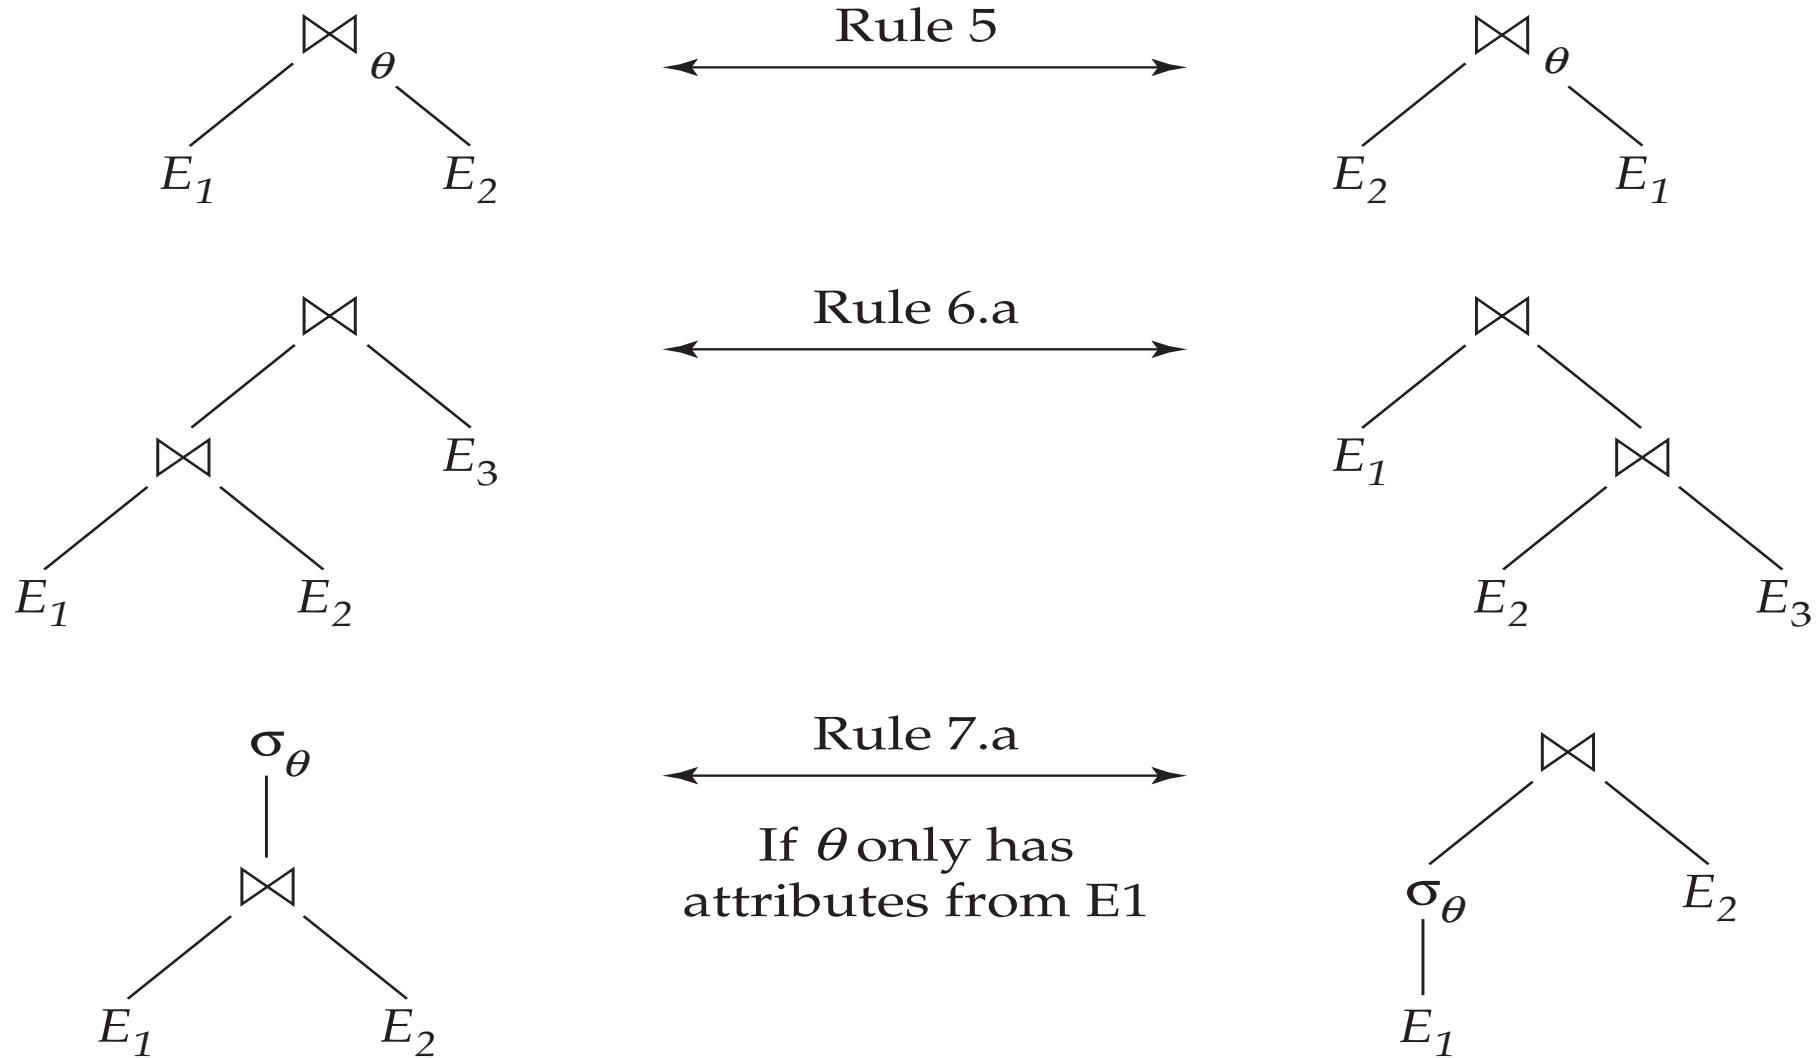 ⋈θ Rule 5 ⋈θ
E1 E2 E2 E1
⋈ Rule 6.a ⋈
⋈ E3 E1 ⋈
E1 E2 E2 E3
σθ Rule 7.a ⋈
⋈ If θ only has
attributes from E1 σθ E2
E1 E2 E1